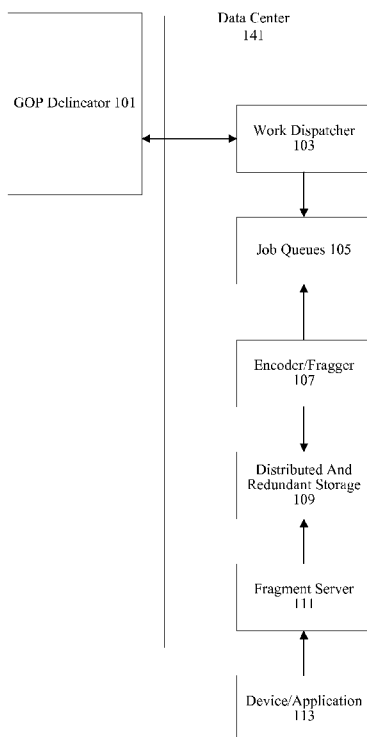 Data Center
141
GOP Delineator 101
Work Dispatcher
103
Job Queues 105
Encoder/Fragger
107
Distributed And
Redundant Storage
109
Fragment Server
111
Device/Application
113